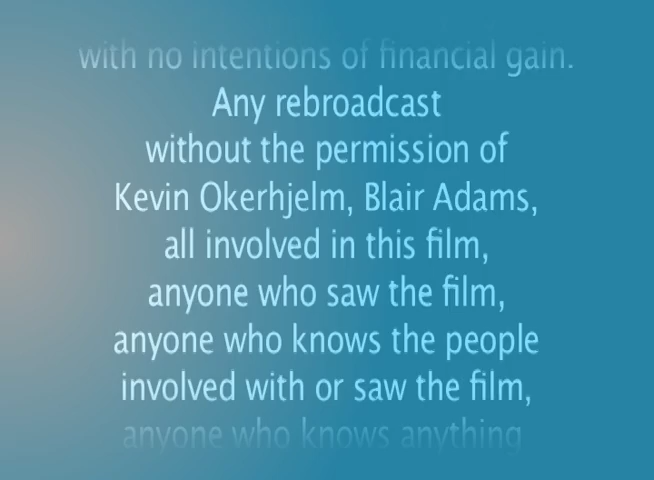 with no intentions of financial gain.
Any rebroadcast
without the permission of
Kevin Okerhjelm, Blair Adams,
all involved in this film,
anyone who saw the film,
anyone who knows the people
involved with or saw the film,
anyone who knows anything